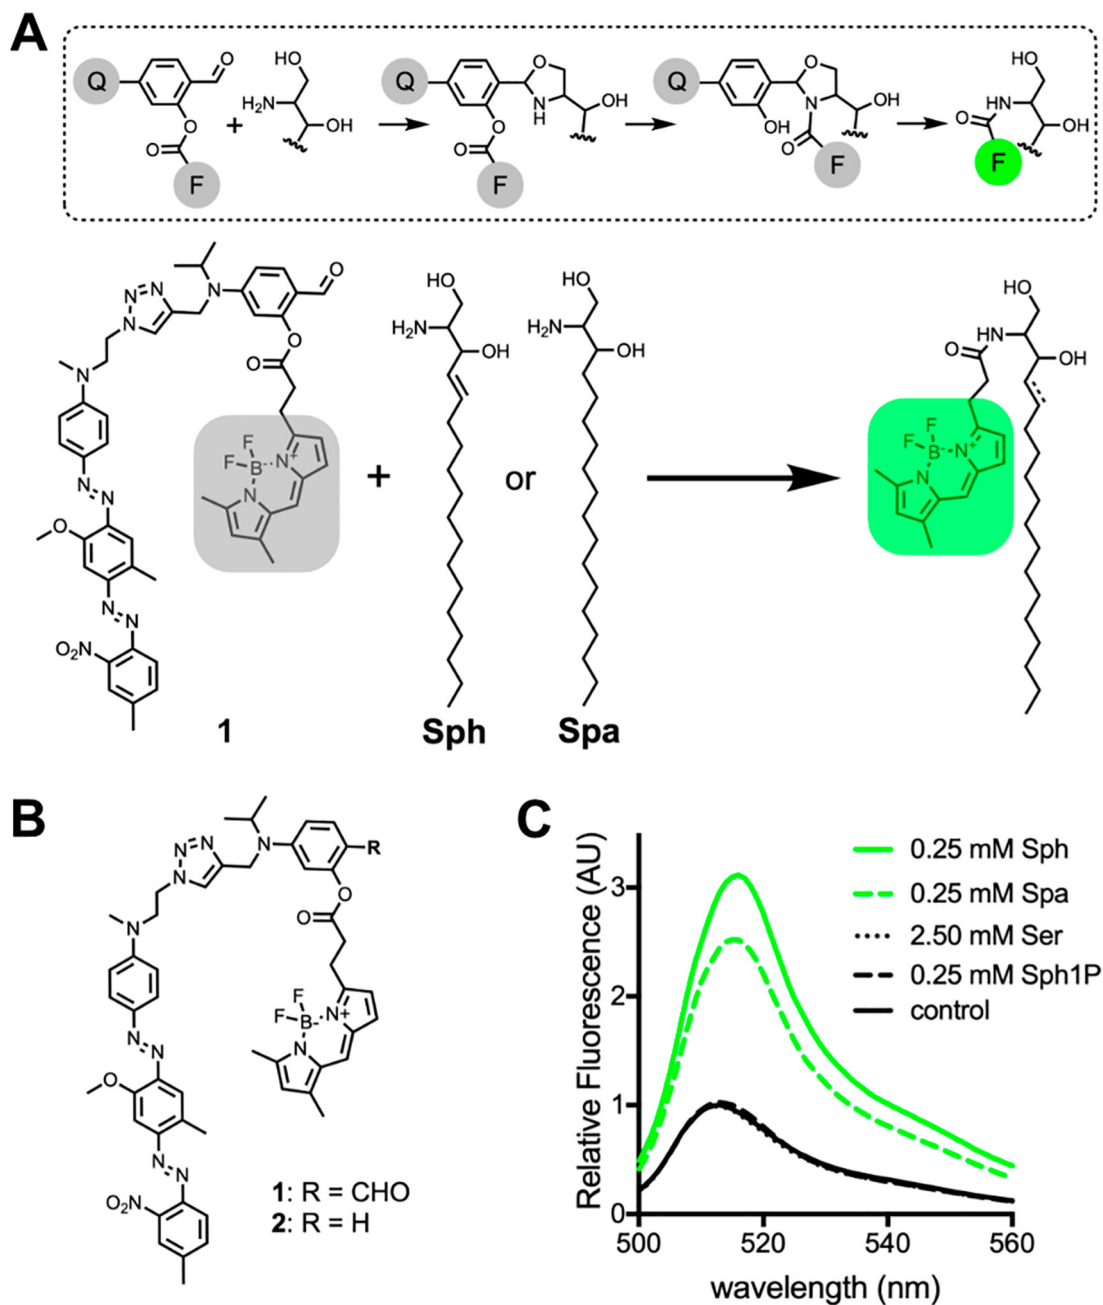 A
Q
O
H2N
HO
OH
O
O
F
+
Q
O
N
H
OH
O
O
F
Q
O
N
OH
OH
O
F
HO
HN
OH
O
F
N
N
N
N
O
O
O
N
N
N
O
N
N
O2N
F
F
B
N+
N
1
+
HO
H2N
OH
Sph
or
HO
H2N
OH
Spa
HO
HN
OH
O
F
F
B
N+
N
B
N
N
N
N
R
O
O
N
N
N
O
N
N
O2N
F
F
B-
N+
N
1: R = CHO
2: R = H
C
Relative Fluorescence (AU)
3
2
1
0
500 520 540 560
wavelength (nm)
0.25 mM Sph
0.25 mM Spa
2.50 mM Ser
0.25 mM Sph1P
control